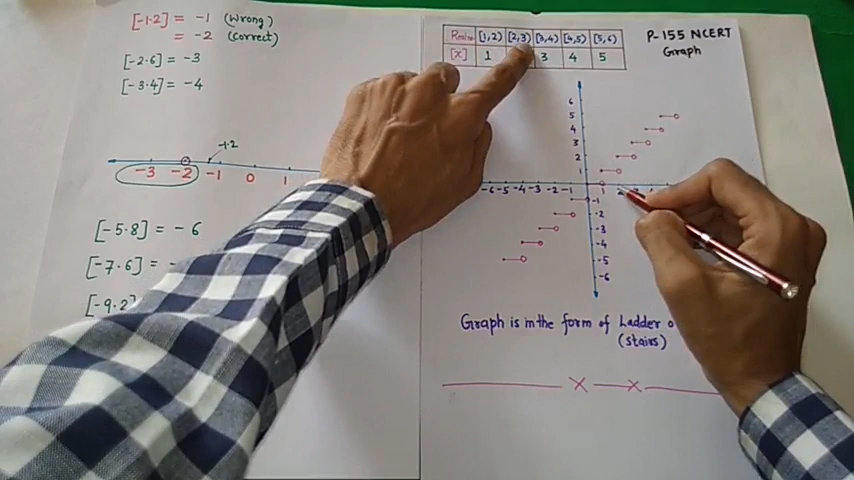 [-1.2] = -1 (Wrong)
= -2 (Correct)
[-2.6] = -3
[-3.4] = -4
-1.2
-3 -2 -1 0 1
[-5.8] = -6
[-7.6] = -
[-9.2]
[1,2) [2,3) [3,4) [4,5) [5,6)
[x] 1 3 4 5
P-155 NCERT
Graph
6
5
4
3
2
1
-6 -5 -4 -3 -2 -1 1 2
-1
-2
-3
-4
-5
-6
Graph is in the form of Ladder
(stairs)